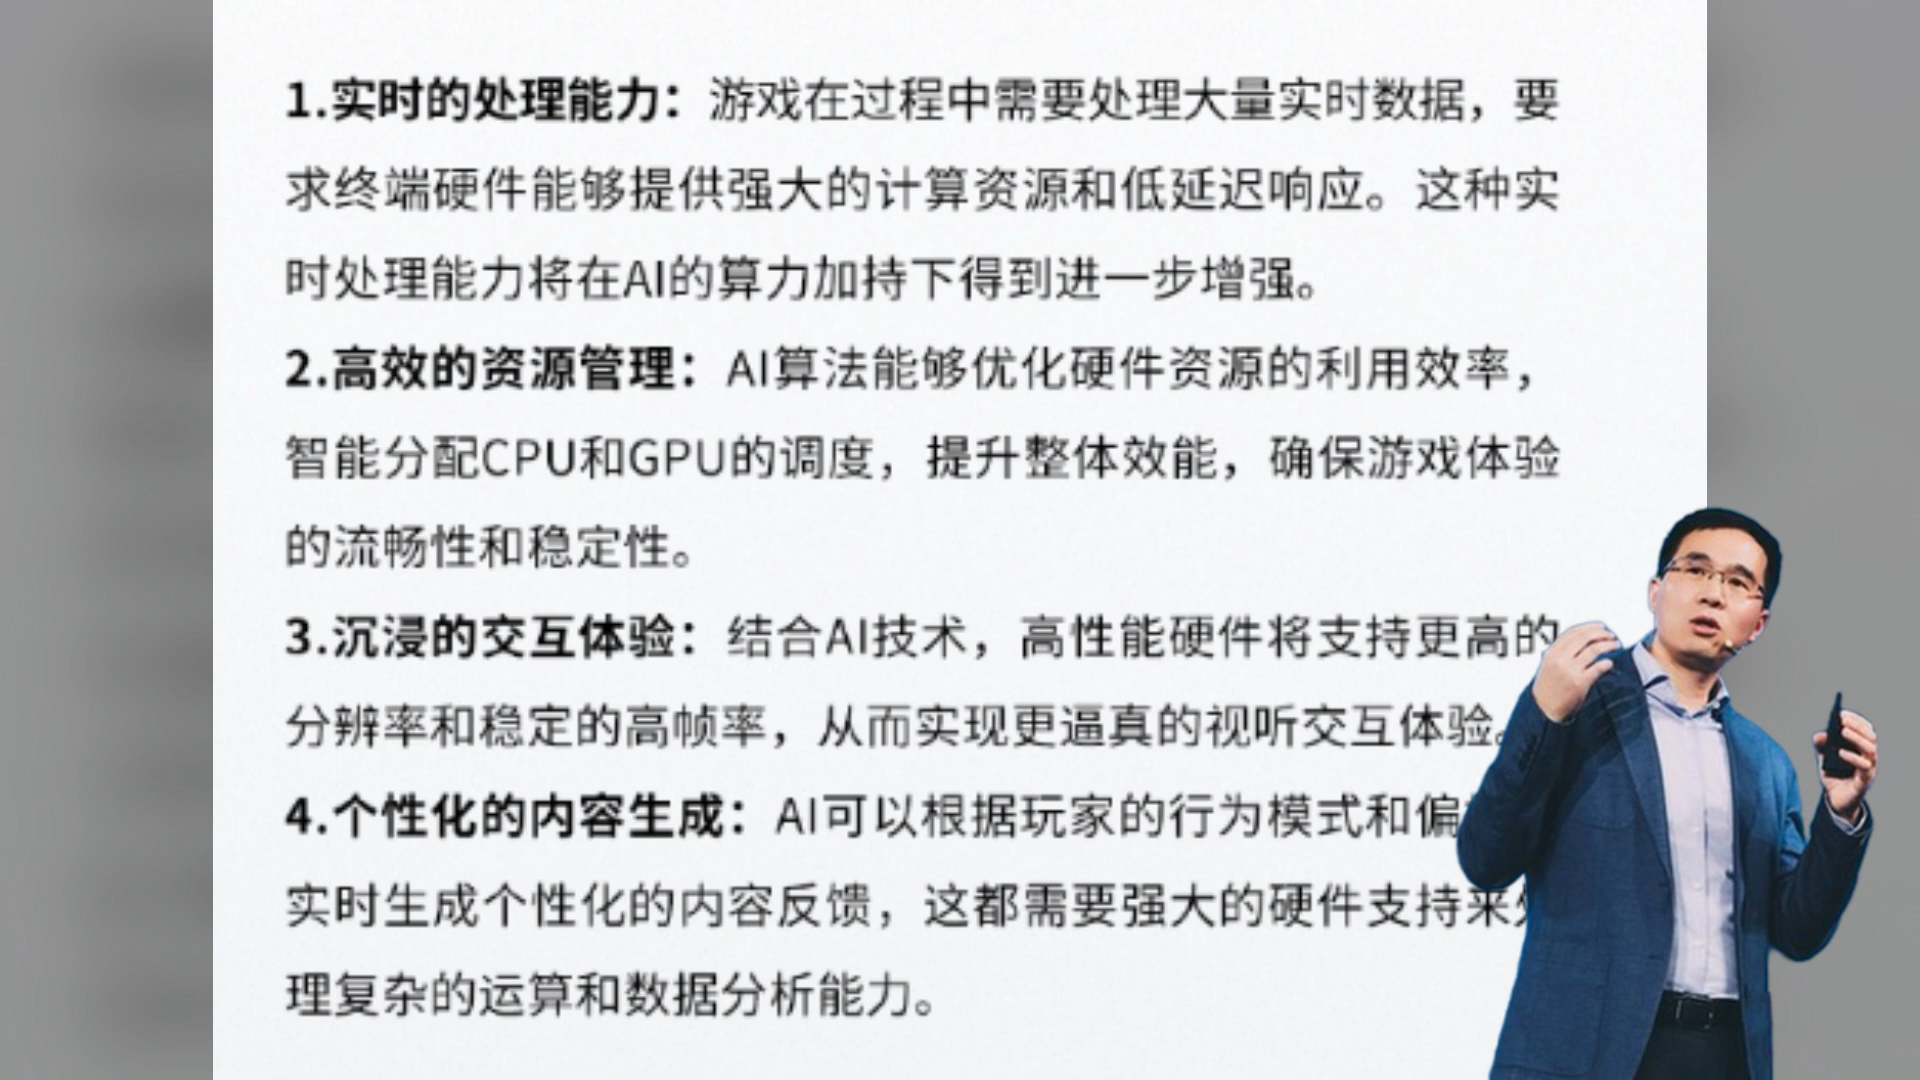 1.实时的处理能力：游戏在过程中需要处理大量实时数据，要
求终端硬件能够提供强大的计算资源和低延迟响应。这种实
时处理能力将在AI的算力加持下得到进一步增强。
2.高效的资源管理：AI算法能够优化硬件资源的利用效率，
智能分配CPU和GPU的调度，提升整体效能，确保游戏体验
的流畅性和稳定性。
3.沉浸的交互体验：结合AI技术，高性能硬件将支持更高的
分辨率和稳定的高帧率，从而实现更逼真的视听交互体验。
4.个性化的内容生成：AI可以根据玩家的行为模式和偏
实时生成个性化的内容反馈，这都需要强大的硬件支持来
理复杂的运算和数据分析能力。